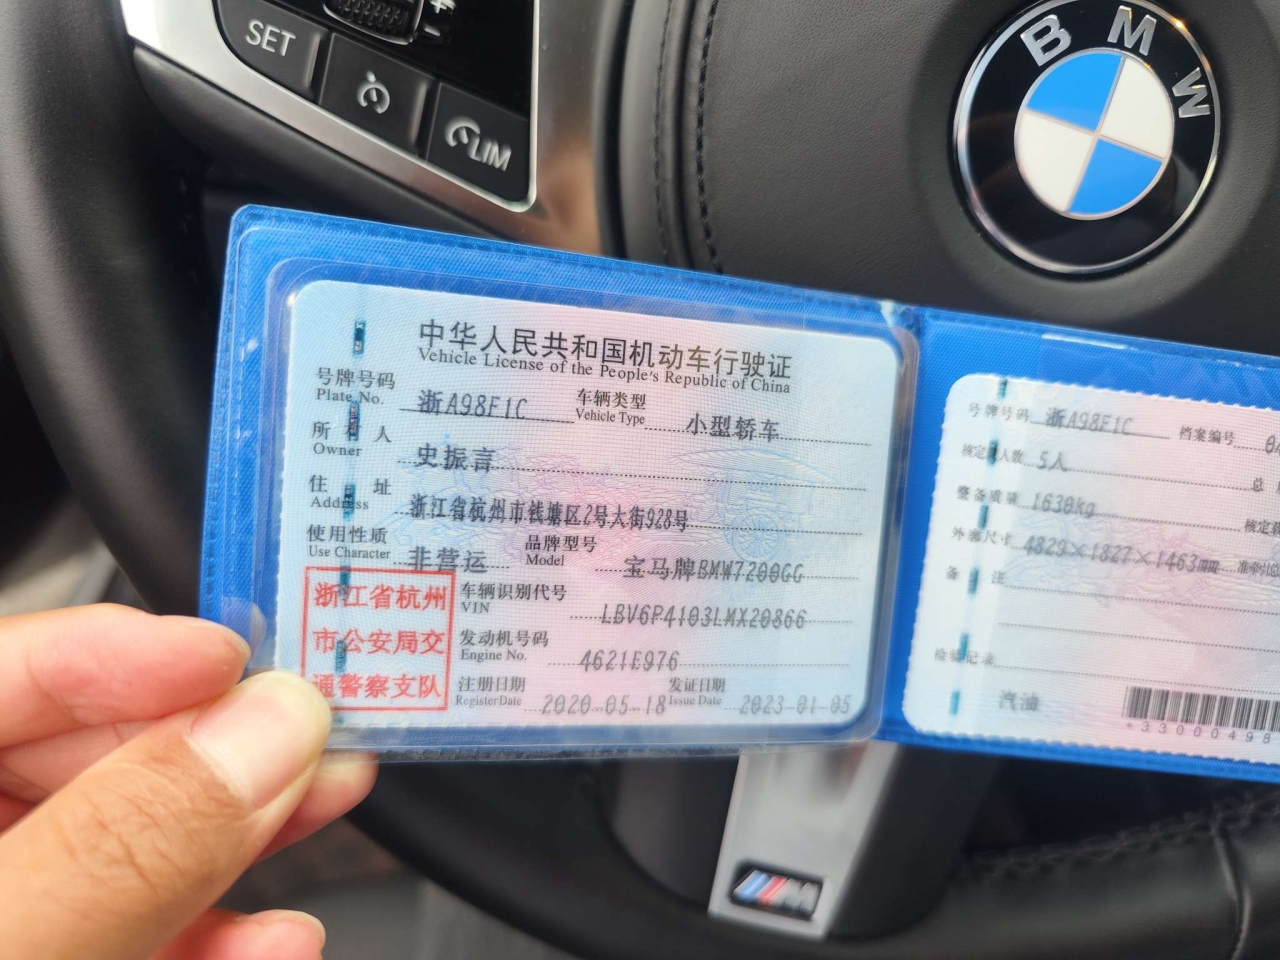 SET
LIM
BMW
中华人民共和国机动车行驶证
Vehicle License of the People's Republic of China
号牌号码 浙A98F1C 车辆类型 小型轿车
Plate No. Vehicle Type
所有人 史振言
Owner
住址 浙江省杭州市钱塘区2号大街928号
Address
使用性质 非营运 品牌型号 宝马牌BMW7200GG
Use Character Model
浙江省杭州
市公安局交
通警察支队
车辆识别代号 LBV6P4103LMX20866
VIN
发动机号码 4621E976
Engine No.
注册日期 2020-05-18 发证日期 2023-01-05
Register Date Issue Date
号牌号码 浙A98F1C 档案编号
核定载人数 5人 总
整备质量 1630kg 核定
外廓尺寸 4829×1827×1463mm 准牵引总
备注
检验记录
汽油
*33000498
M